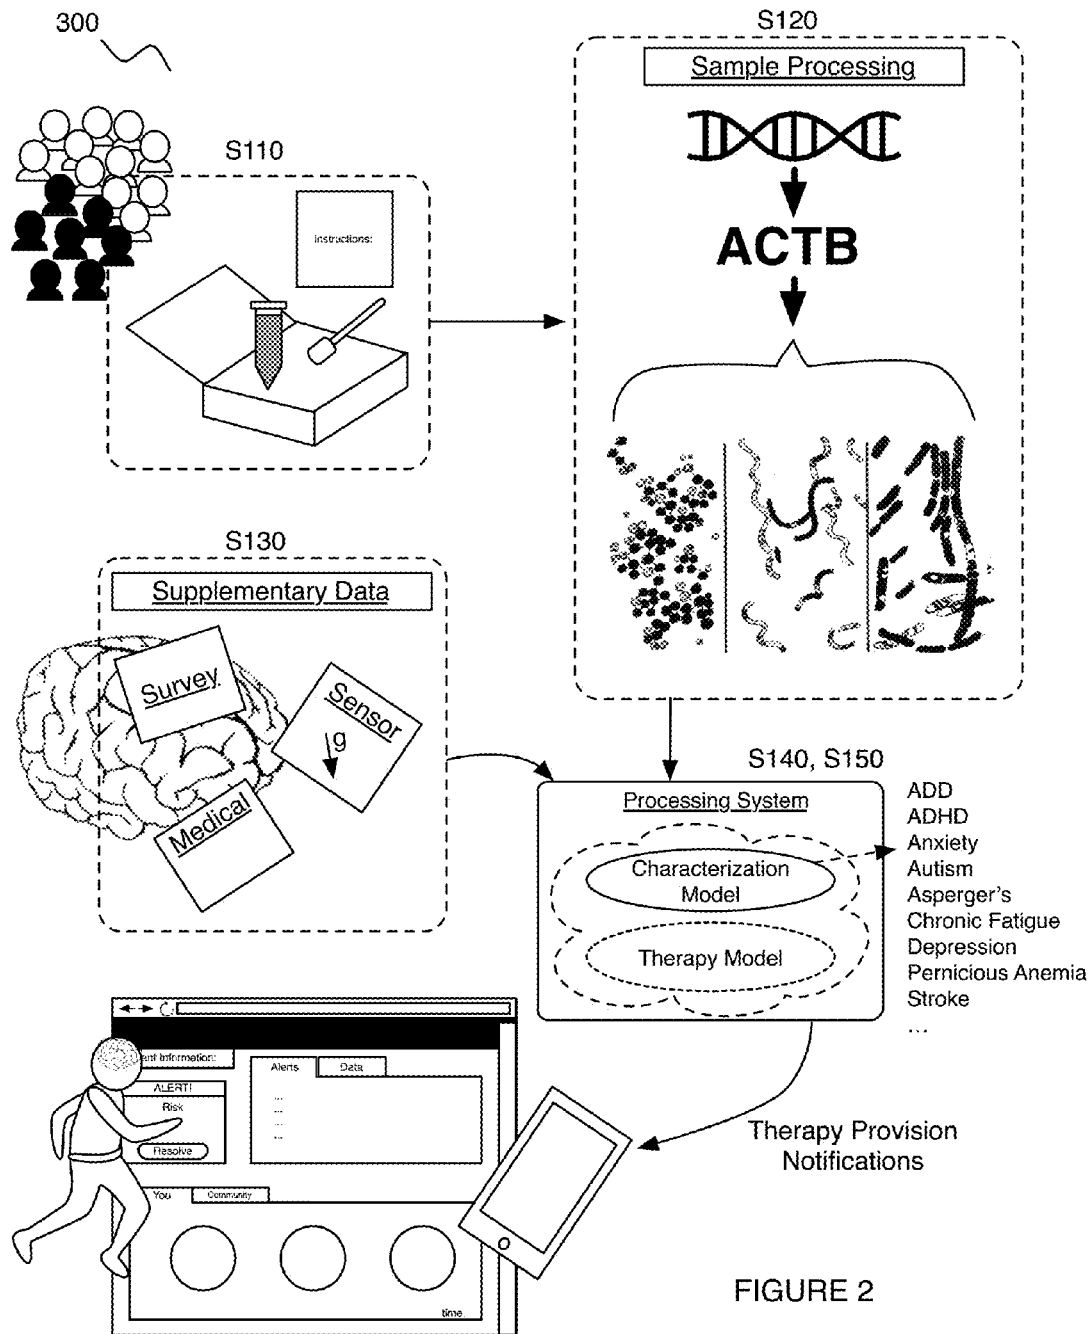 300
S110
Instructions:
S120
Sample Processing
ACTB
S130
Supplementary Data
Survey
Sensor
g
Medical
S140, S150
Processing System
Characterization
Model
Therapy Model
ADD
ADHD
Anxiety
Autism
Asperger's
Chronic Fatigue
Depression
Pernicious Anemia
Stroke
...
ent Information:
ALERT!
Risk
Resolve
Alerts
Data
...
...
...
...
You
Community
time
Therapy Provision
Notifications
FIGURE 2